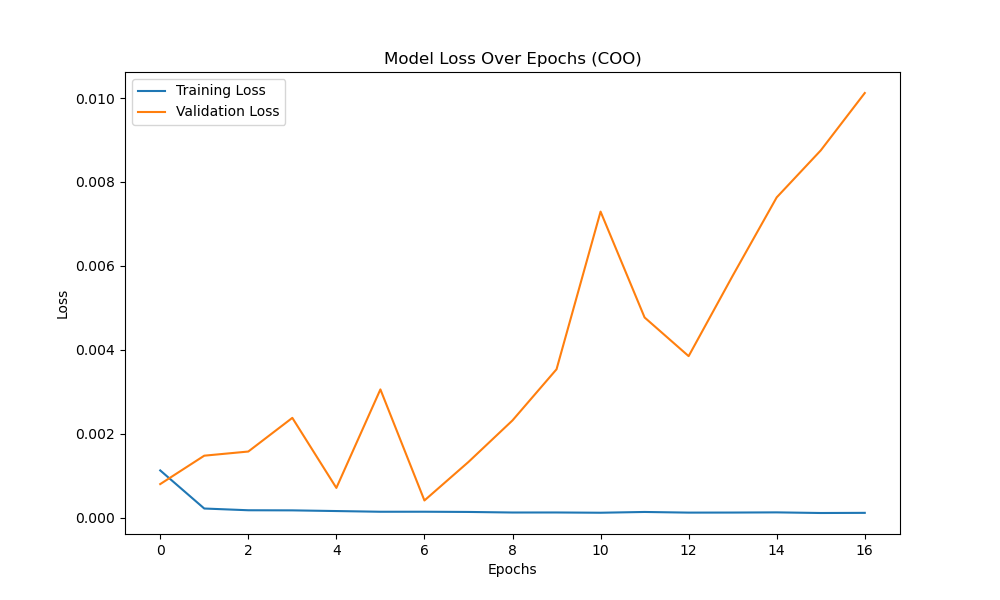 Model Loss Over Epochs (COO)
Training Loss
Validation Loss
0.010
0.008
0.006
0.004
0.002
0.000
Loss
0 2 4 6 8 10 12 14 16
Epochs